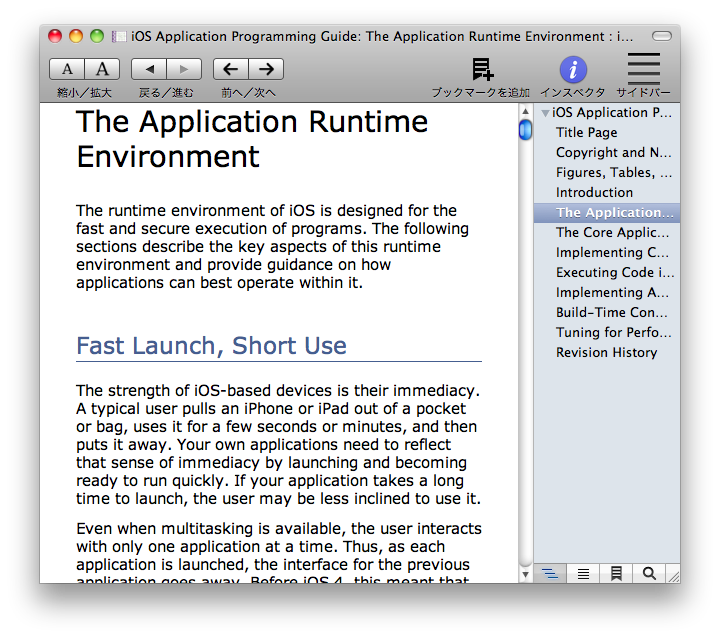 iOS Application Programming Guide: The Application Runtime Environment : i...
A A
縮小／拡大
戻る／進む
前へ／次へ
ブックマークを追加
インスペクタ
サイドバー
The Application Runtime
Environment
The runtime environment of iOS is designed for the
fast and secure execution of programs. The following
sections describe the key aspects of this runtime
environment and provide guidance on how
applications can best operate within it.
Fast Launch, Short Use
The strength of iOS-based devices is their immediacy.
A typical user pulls an iPhone or iPad out of a pocket
or bag, uses it for a few seconds or minutes, and then
puts it away. Your own applications need to reflect
that sense of immediacy by launching and becoming
ready to run quickly. If your application takes a long
time to launch, the user may be less inclined to use it.
Even when multitasking is available, the user interacts
with only one application at a time. Thus, as each
application is launched, the interface for the previous
application goes away. Before iOS 4, this meant that
iOS Application P...
Title Page
Copyright and N...
Figures, Tables, ...
Introduction
The Application...
The Core Applic...
Implementing C...
Executing Code i...
Implementing A...
Build-Time Con...
Tuning for Perfo...
Revision History